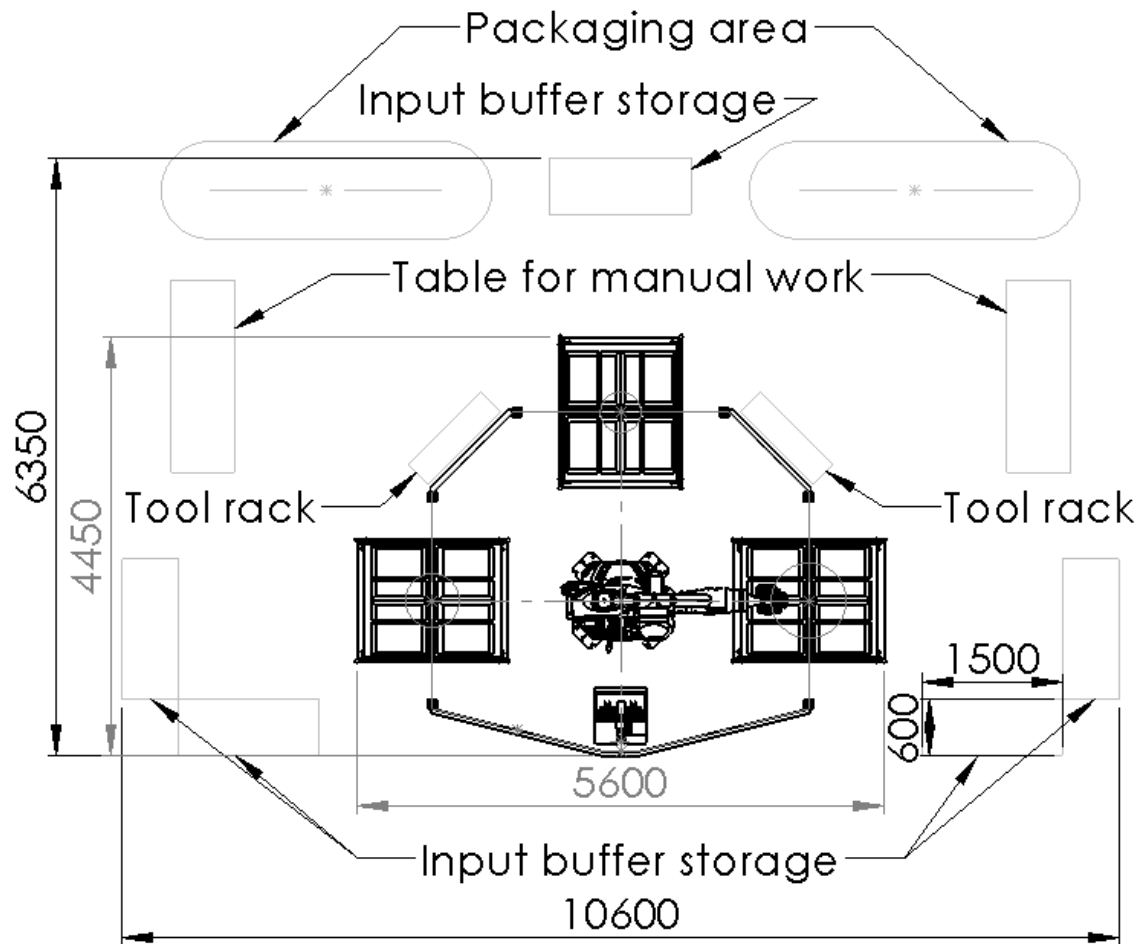 Packaging area
Input buffer storage
Table for manual work
6350
4450
Tool rack
Tool rack
1500
600
5600
Input buffer storage
10600